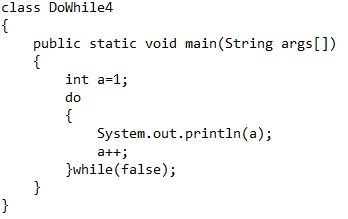 class DoWhile4
{
    public static void main(String args[])
    {
        int a=1;
        do
        {
            System.out.println(a);
            a++;
        }while(false);
    }
}